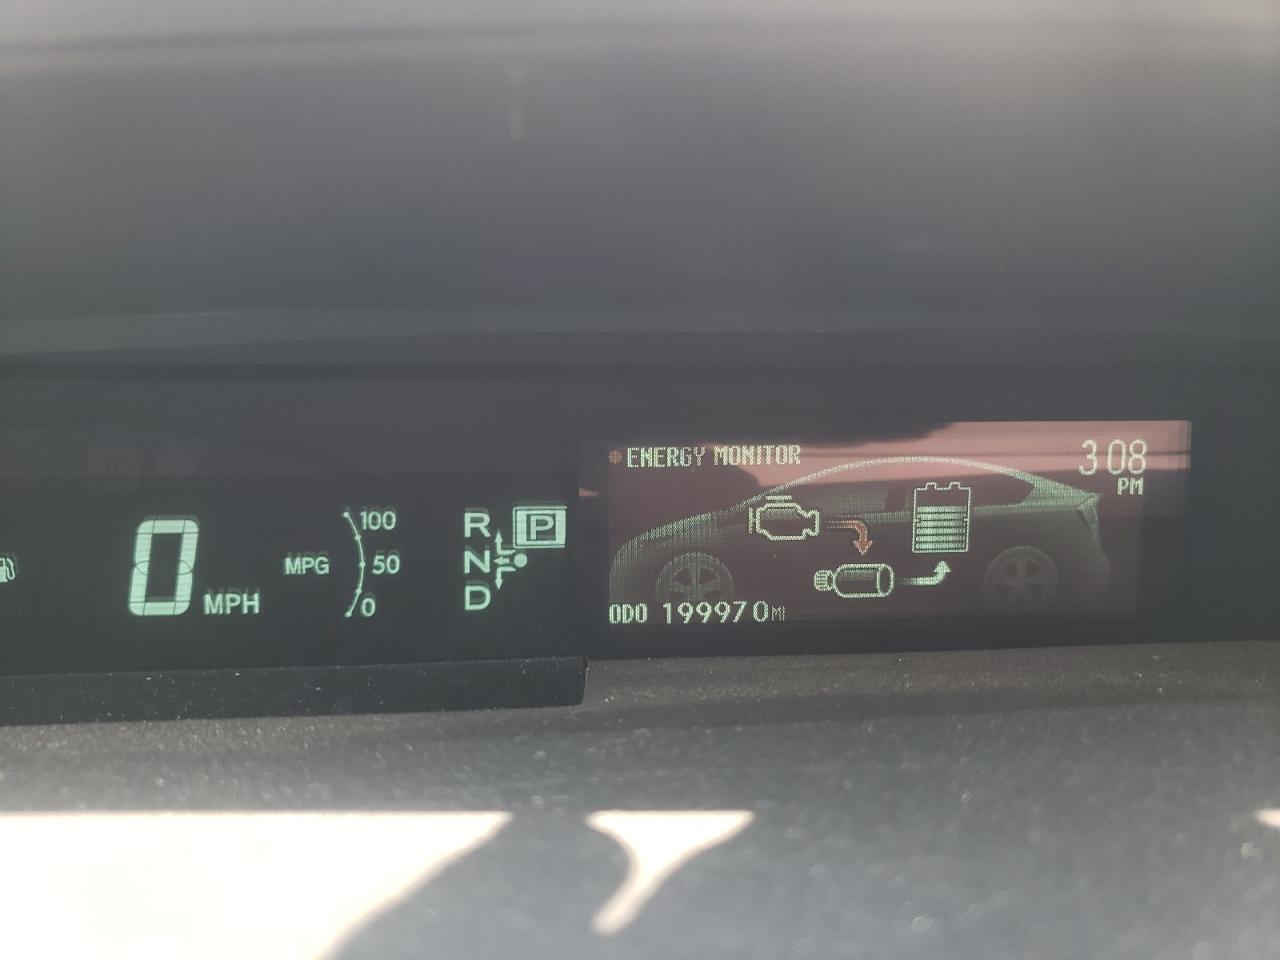 0 MPH
MPG
100
50
0
R
N
D
P
ENERGY MONITOR
3 08
PM
ODO 199970 MI